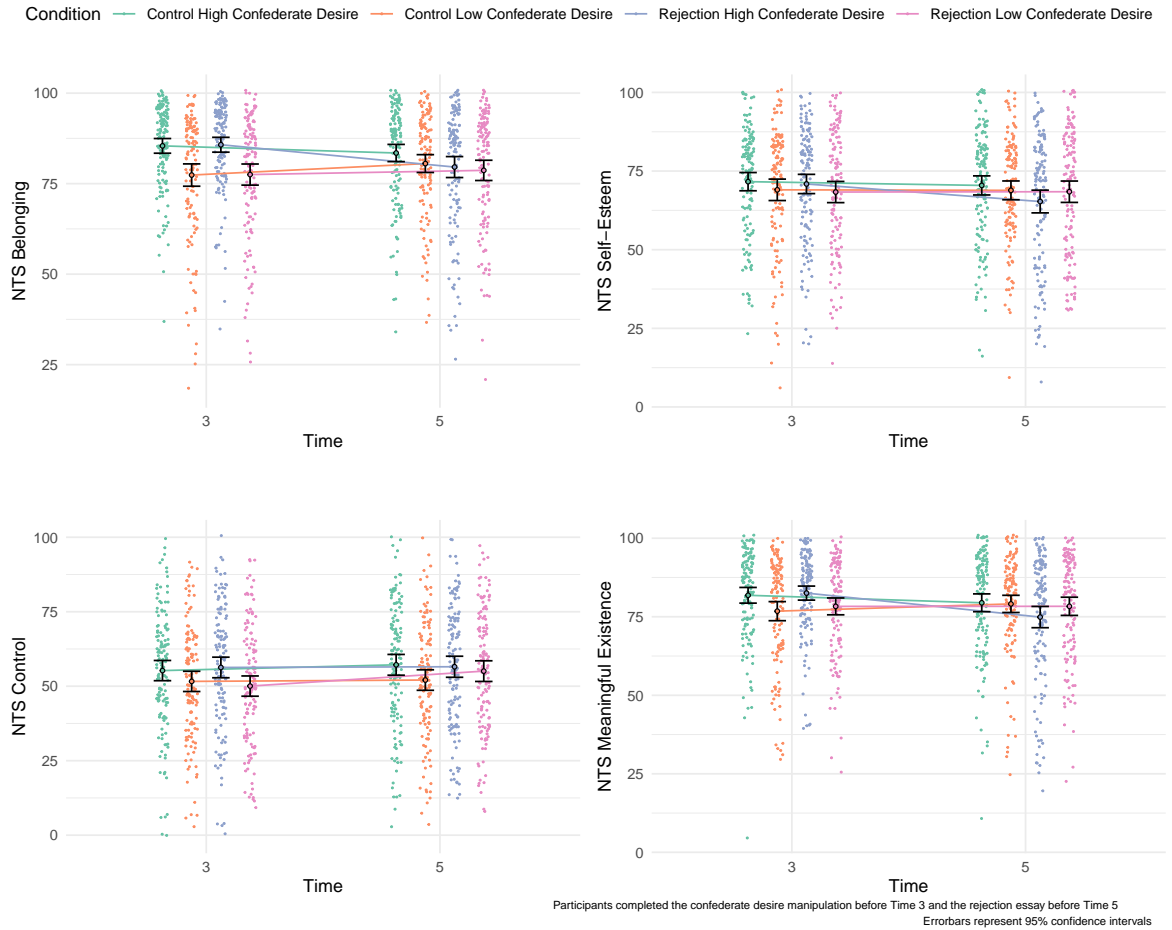 Condition Control High Confederate Desire Control Low Confederate Desire Rejection High Confederate Desire Rejection Low Confederate Desire
NTS Belonging
100
75
50
25
3 5
Time
NTS Self−Esteem
100
75
50
25
0
3 5
Time
NTS Control
100
75
50
25
0
3 5
Time
NTS Meaningful Existence
100
75
50
25
0
3 5
Time
Participants completed the confederate desire manipulation before Time 3 and the rejection essay before Time 5
Errorbars represent 95% confidence intervals